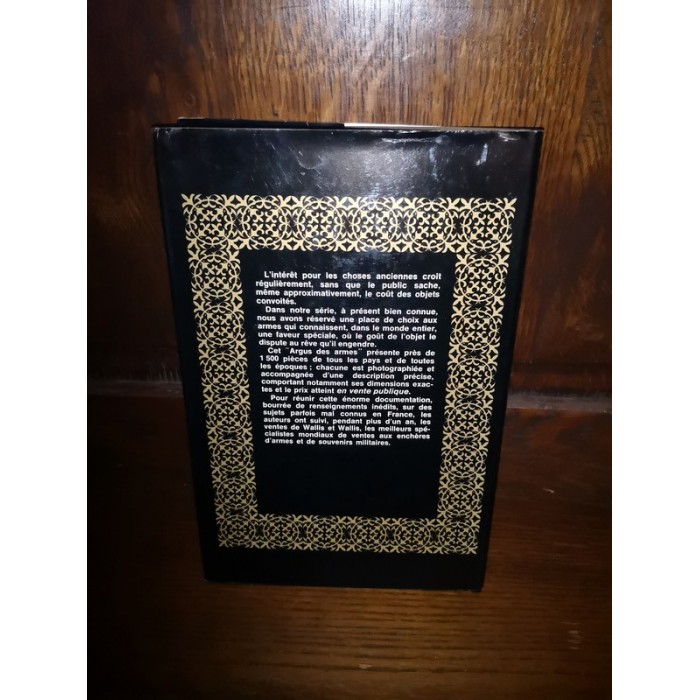 L'intérêt pour les choses anciennes croît
régulièrement, sans que le public sache,
même approximativement, le coût des objets
convoités.
Dans notre série, à présent bien connue,
nous avons réservé une place de choix aux
armes qui connaissent, dans le monde entier,
une faveur spéciale, où le goût de l'objet le
dispute au rêve qu'il engendre.
Cet "Argus des armes" présente près de
1 500 pièces de tous les pays et de toutes
les époques ; chacune est photographiée et
accompagnée d'une description précise,
comportant notamment ses dimensions exac-
tes et le prix atteint en vente publique.
Pour réunir cette énorme documentation,
bourrée de renseignements inédits, sur des
sujets parfois mal connus en France, les
auteurs ont suivi, pendant plus d'un an, les
ventes de Wallis et Wallis, les meilleurs spé-
cialistes mondiaux de ventes aux enchères
d'armes et de souvenirs militaires.